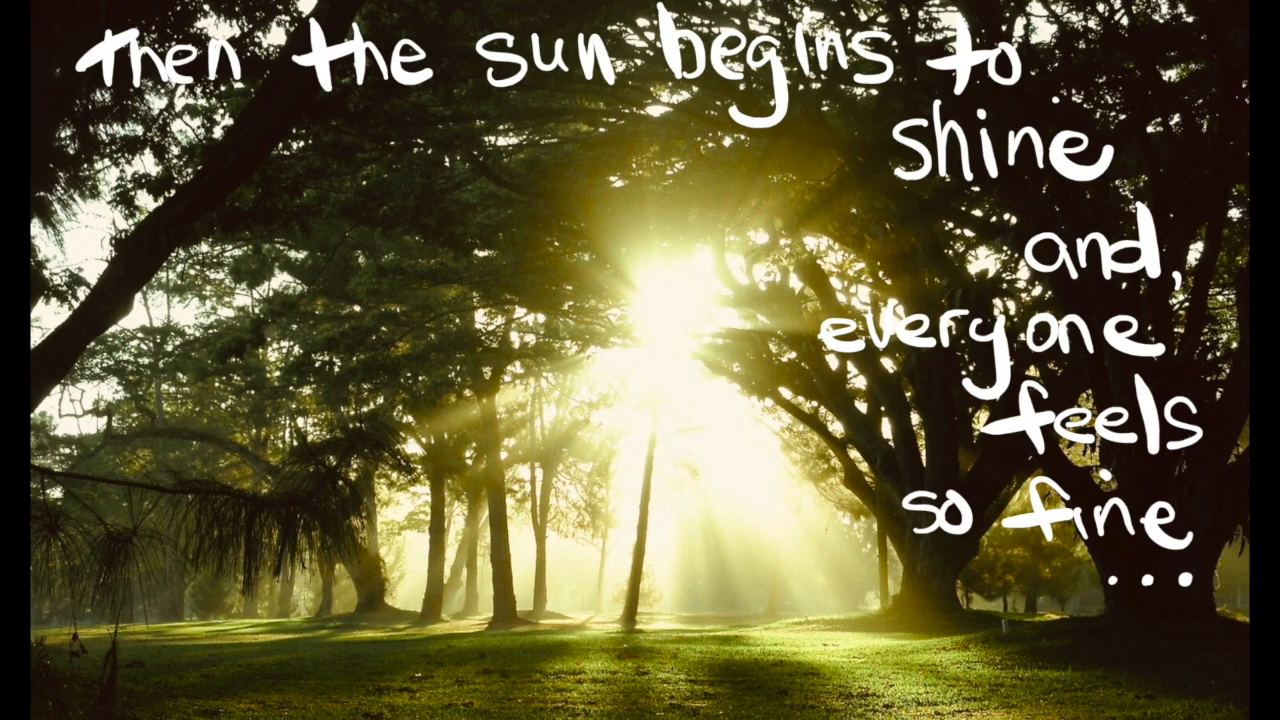 Then the sun begins to
shine
and,
everyone
feels
so fine
...